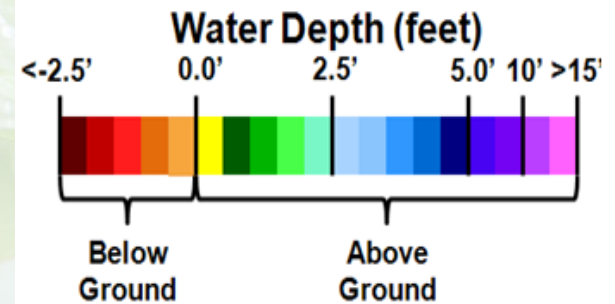 Water Depth (feet)
<-2.5’ 0.0’ 2.5’ 5.0’ 10’ >15’
Below Above
Ground Ground